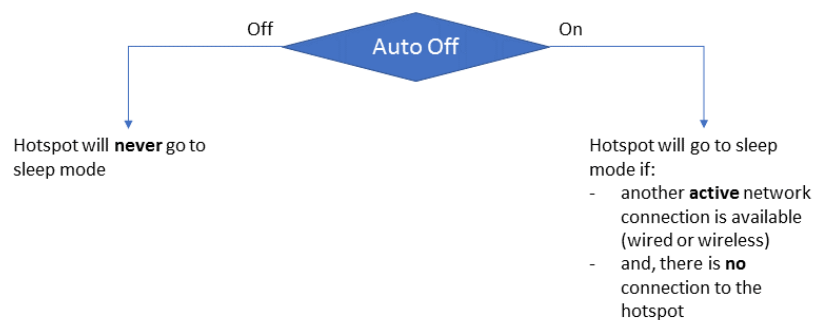 Off
Auto Off
On
Hotspot will never go to
sleep mode
Hotspot will go to sleep
mode if:
- another active network
connection is available
(wired or wireless)
- and, there is no
connection to the
hotspot